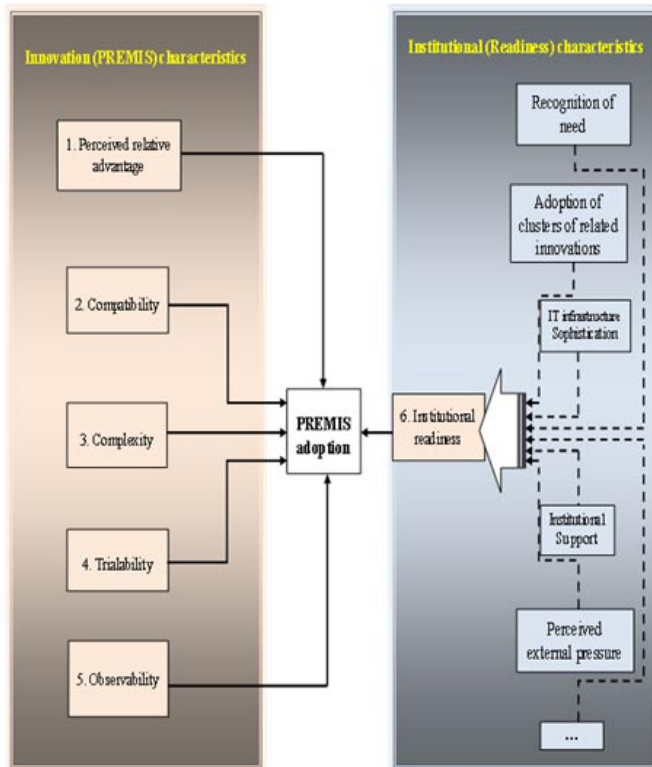 Innovation (PREMIS) characteristics
1. Perceived relative
advantage
2. Compatibility
3. Complexity
4. Trialability
5. Observability
PREMIS
adoption
6. Institutional
readiness
Institutional (Readiness) characteristics
Recognition of
need
Adoption of
clusters of related
innovations
IT infrastructure
Sophistication
Institutional
Support
Perceived
external pressure
...